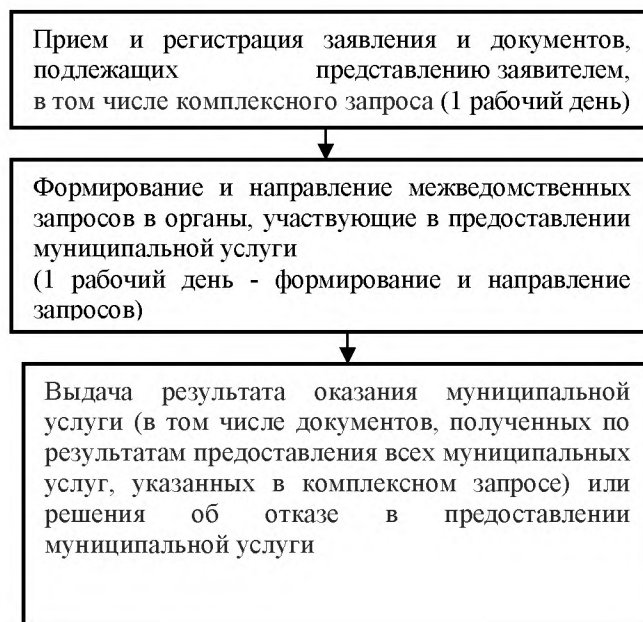 Прием и регистрация заявления и документов,
подлежащих представлению заявителем,
в том числе комплексного запроса (1 рабочий день)
Формирование и направление межведомственных
запросов в органы, участвующие в предоставлении
муниципальной услуги
(1 рабочий день - формирование и направление
запросов)
Выдача результата оказания муниципальной
услуги (в том числе документов, полученных по
результатам предоставления всех муниципальных
услуг, указанных в комплексном запросе) или
решения об отказе в предоставлении
муниципальной услуги